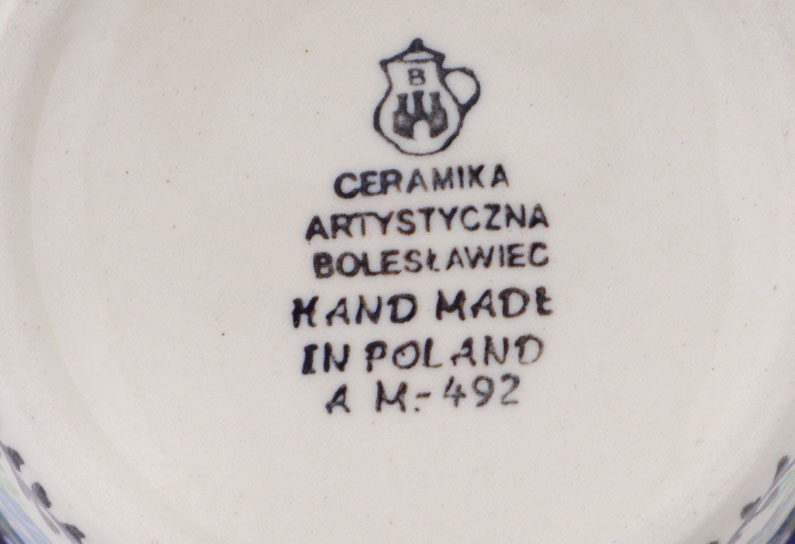 B
CERAMIKA
ARTYSTYCZNA
BOLESŁAWIEC
HAND MADE
IN POLAND
A M.-492